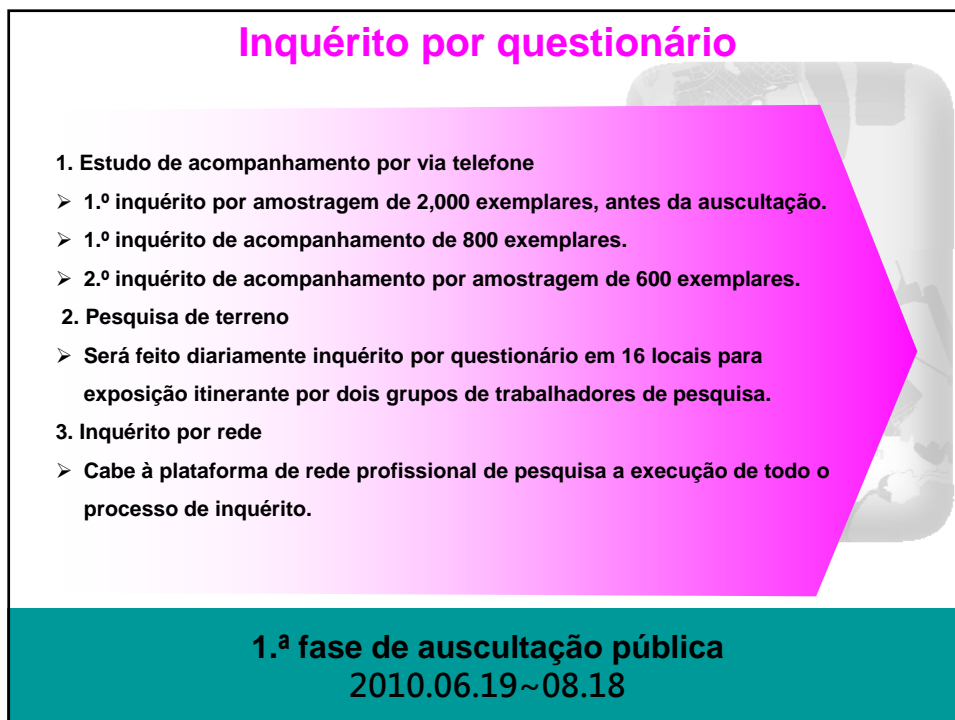 Inquérito por questionário
1. Estudo de acompanhamento por via telefone
➢ 1.º inquérito por amostragem de 2,000 exemplares, antes da auscultação.
➢ 1.º inquérito de acompanhamento de 800 exemplares.
➢ 2.º inquérito de acompanhamento por amostragem de 600 exemplares.
2. Pesquisa de terreno
➢ Será feito diariamente inquérito por questionário em 16 locais para
exposição itinerante por dois grupos de trabalhadores de pesquisa.
3. Inquérito por rede
➢ Cabe à plataforma de rede profissional de pesquisa a execução de todo o
processo de inquérito.
1.ª fase de auscultação pública
2010.06.19~08.18